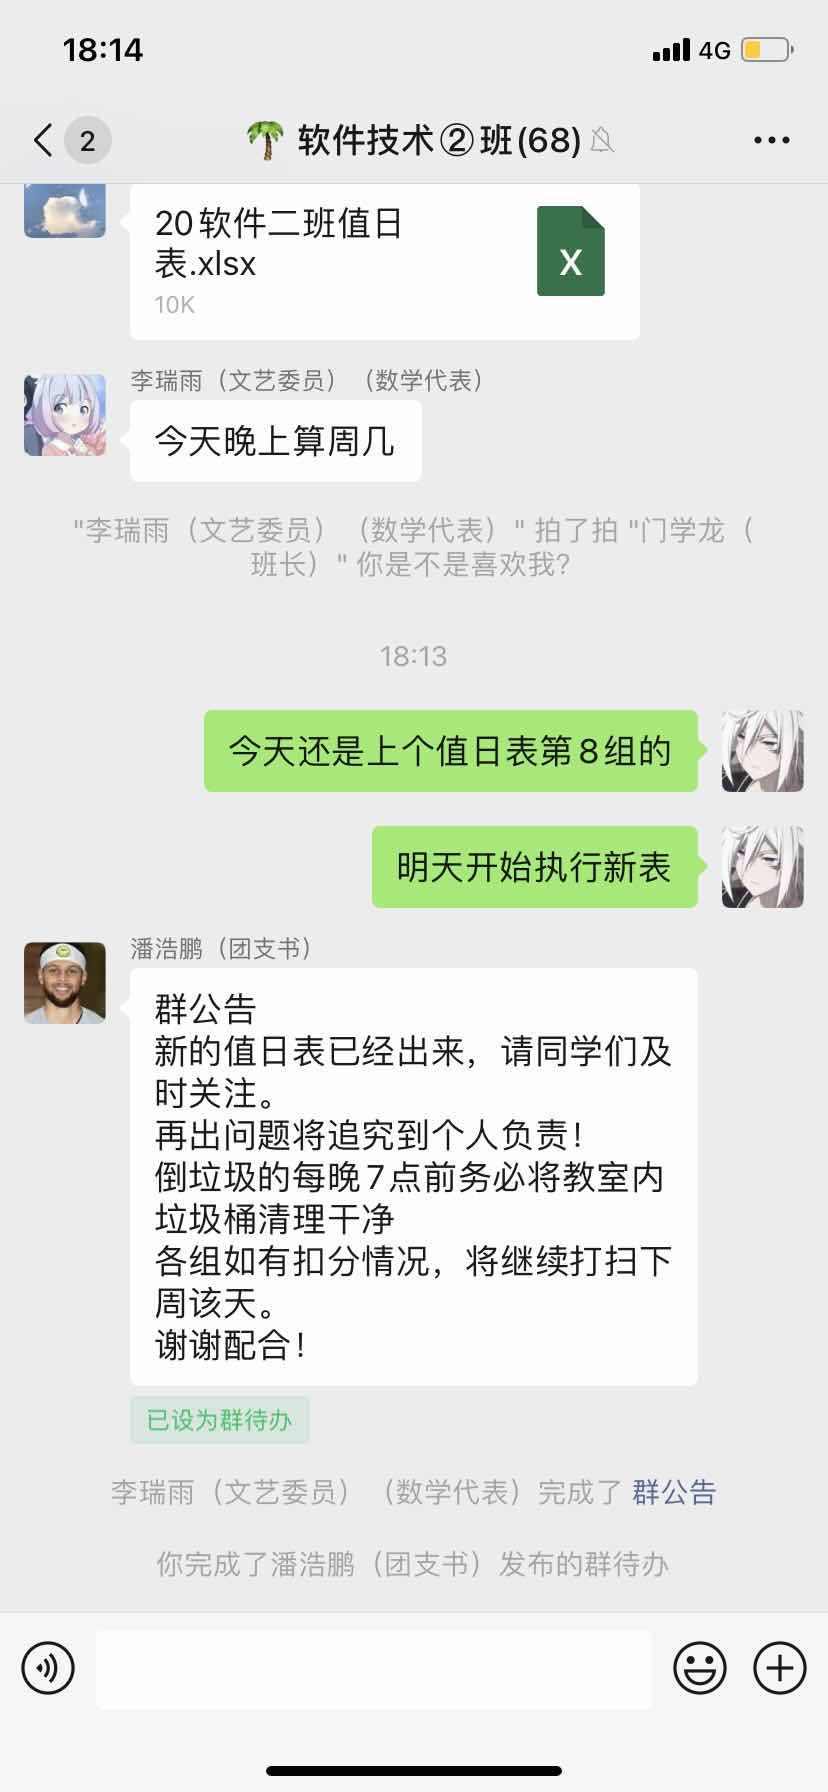 18:14
4G
2
🌴 软件技术②班(68)
20软件二班值日
表.xlsx
X
10K
李瑞雨（文艺委员）（数学代表）
今天晚上算周几
"李瑞雨（文艺委员）（数学代表）" 拍了拍 "门学龙（
班长）" 你是不是喜欢我?
18:13
今天还是上个值日表第8组的
明天开始执行新表
潘浩鹏（团支书）
群公告
新的值日表已经出来，请同学们及
时关注。
再出问题将追究到个人负责！
倒垃圾的每晚7点前务必将教室内
垃圾桶清理干净
各组如有扣分情况，将继续打扫下
周该天。
谢谢配合！
已设为群待办
李瑞雨（文艺委员）（数学代表）完成了 群公告
你完成了潘浩鹏（团支书）发布的群待办